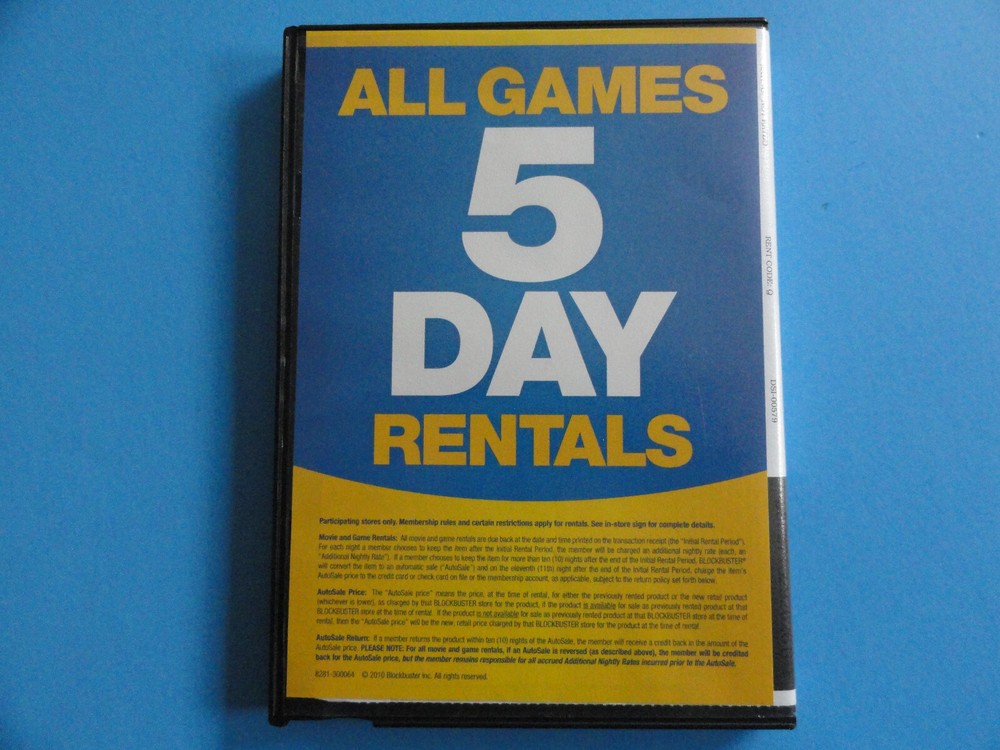 ALL GAMES
5
DAY
RENTALS
Participating stores only. Membership rules and certain restrictions apply for rentals. See in-store sign for complete details.
Movie and Game Rentals: All movie and game rentals are due back at the date and time printed on the transaction receipt (the "Initial Rental Period").
For each night a member chooses to keep the item after the Initial Rental Period, the member will be charged an additional nightly rate (each, an
"Additional Nightly Rate"). If a member chooses to keep the item for more than ten (10) nights after the end of the Initial Rental Period, BLOCKBUSTER®
will convert the item to an automatic sale ("AutoSale") and on the eleventh (11th) night after the end of the Initial Rental Period, charge the item's
AutoSale price to the credit card or check card on file or the membership account, as applicable, subject to the return policy set forth below.
AutoSale Price: The "AutoSale price" means the price, at the time of rental, for either the previously rented product or the new retail product
(whichever is lower), as charged by that BLOCKBUSTER store for the product, if the product is available for sale as previously rented product at that
BLOCKBUSTER store at the time of rental. If the product is not available for sale as previously rented product at that BLOCKBUSTER store at the time of
rental, then the "AutoSale price" will be the new, retail price charged by that BLOCKBUSTER store for the product at the time of rental.
AutoSale Return: If a member returns the product within ten (10) nights of the AutoSale, the member will receive a credit back in the amount of the
AutoSale price. PLEASE NOTE: For all movie and game rentals, if an AutoSale is reversed (as described above), the member will be credited
back for the AutoSale price, but the member remains responsible for all accrued Additional Nightly Rates incurred prior to the AutoSale.
8281-300064 © 2010 Blockbuster Inc. All rights reserved.
RENT CODE: Q